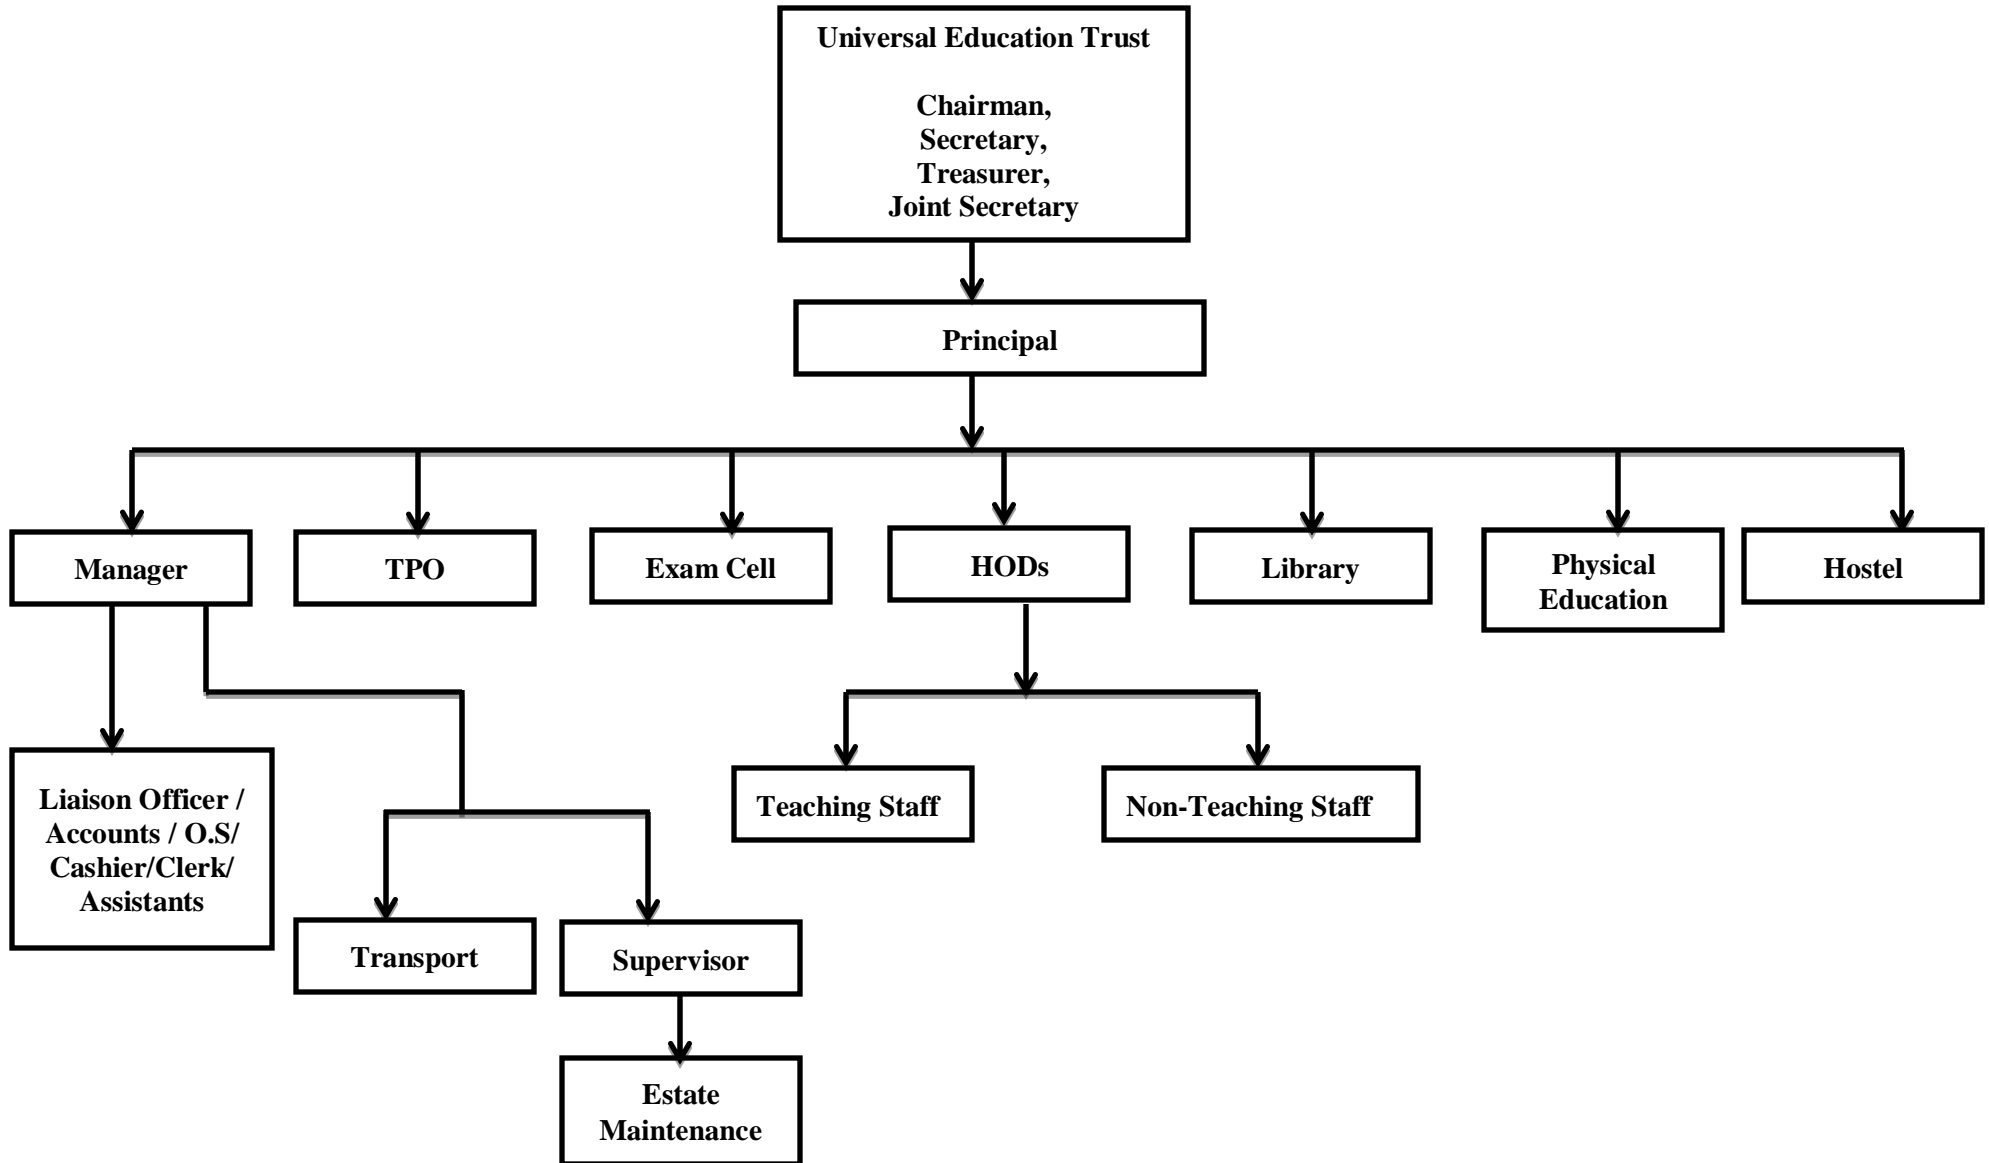 Universal Education Trust
Chairman,
Secretary,
Treasurer,
Joint Secretary
Principal
Manager
TPO
Exam Cell
HODs
Library
Physical
Education
Hostel
Liaison Officer /
Accounts / O.S/
Cashier/Clerk/
Assistants
Teaching Staff
Non-Teaching Staff
Transport
Supervisor
Estate
Maintenance